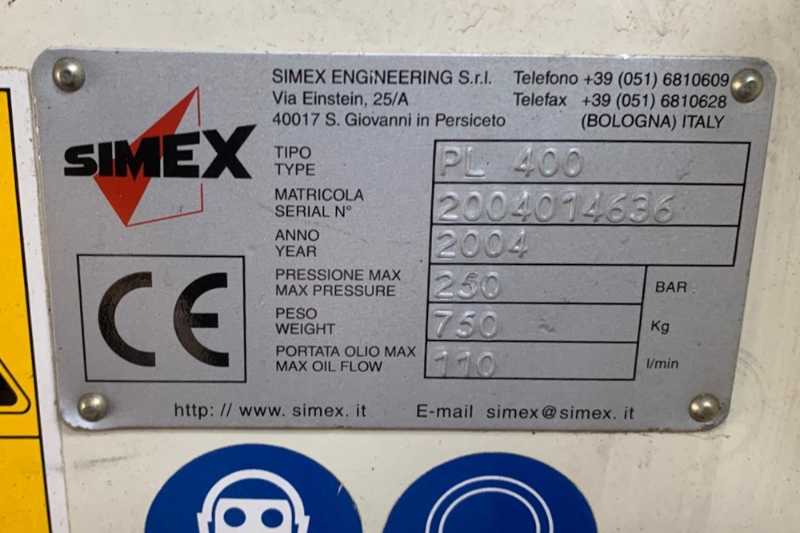 SIMEX
SIMEX ENGINEERING S.r.l. Telefono +39 (051) 6810609
Via Einstein, 25/A Telefax +39 (051) 6810628
40017 S. Giovanni in Persiceto (BOLOGNA) ITALY
TIPO
TYPE PL 400
MATRICOLA
SERIAL N° 2004014636
ANNO
YEAR 2004
PRESSIONE MAX
MAX PRESSURE 250 BAR
PESO
WEIGHT 750 Kg
PORTATA OLIO MAX
MAX OIL FLOW 110 l/min
CE
http: // www. simex. it E-mail simex@simex. it